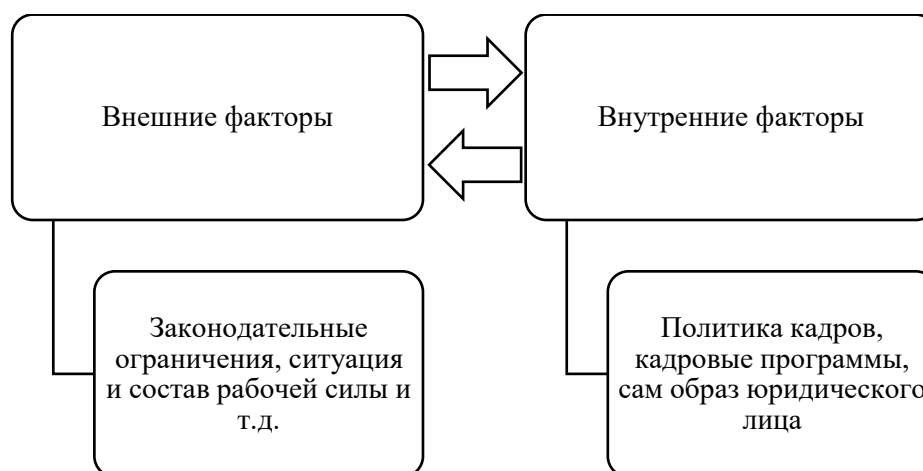 Внешние факторы
Внутренние факторы
Законодательные
ограничения, ситуация
и состав рабочей силы и
т.д.
Политика кадров,
кадровые программы,
сам образ юридического
лица